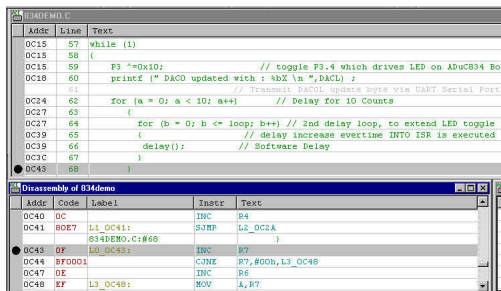 834DEMO.C
Addr Line Text
0C15 57 while (1)
0C15 58 {
0C15 59 P3 ^=0x10; // toggle P3.4 which drives LED on ADuC834 Bo
0C18 60 printf (" DAC0 updated with : %bX \n ",DACL) ;
61 // Transmit DACOL update byte via UART Serial Port
0C24 62 for (a = 0; a < 10; a++) // Delay for 10 Counts
0C27 63 {
0C27 64 for (b = 0; b <= loop; b++) // 2nd delay loop, to extend LED toggle
0C39 65 { // delay increase evertime INTO ISR is executed
0C39 66 delay(); // Software Delay
0C3C 67 }
0C43 68 }
Disassembly of 834demo
Addr Code Label Instr Text
0C40 0C INC R4
0C41 80E7 L1_0C41: SJMP L2_0C2A
834DEMO.C:#68 }
0C43 0F L0_0C43: INC R7
0C44 BF0001 CJNE R7,#00h,L3_0C48
0C47 0E INC R6
0C48 EF L3_0C48: MOV A,R7